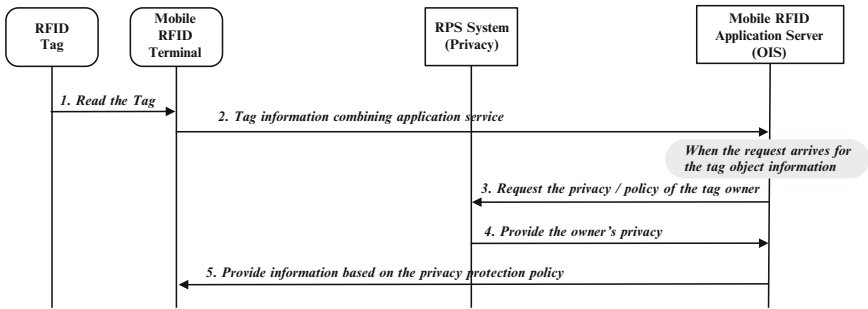 RFID
Tag
Mobile
RFID
Terminal
RPS System
(Privacy)
Mobile RFID
Application Server
(OIS)
1. Read the Tag
2. Tag information combining application service
When the request arrives for
the tag object information
3. Request the privacy / policy of the tag owner
4. Provide the owner's privacy
5. Provide information based on the privacy protection policy